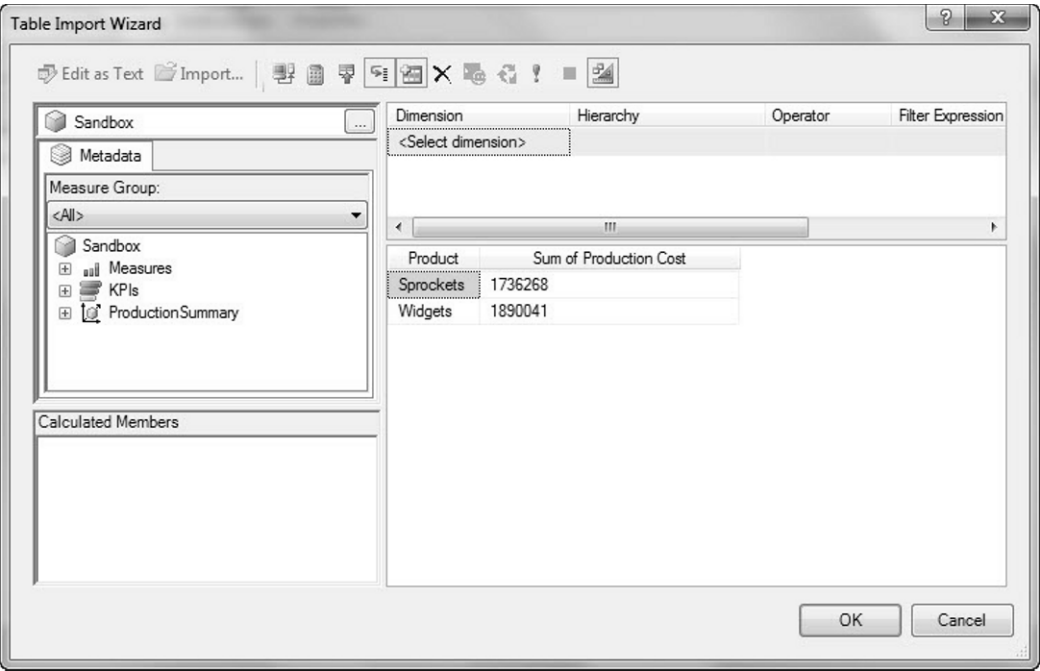 Table Import Wizard
Edit as Text Import...
Sandbox ...
Metadata
Measure Group:
<All>
Sandbox
Measures
KPIs
ProductionSummary
Calculated Members
Dimension Hierarchy Operator Filter Expression
<Select dimension>
Product Sum of Production Cost
Sprockets 1736268
Widgets 1890041
OK Cancel